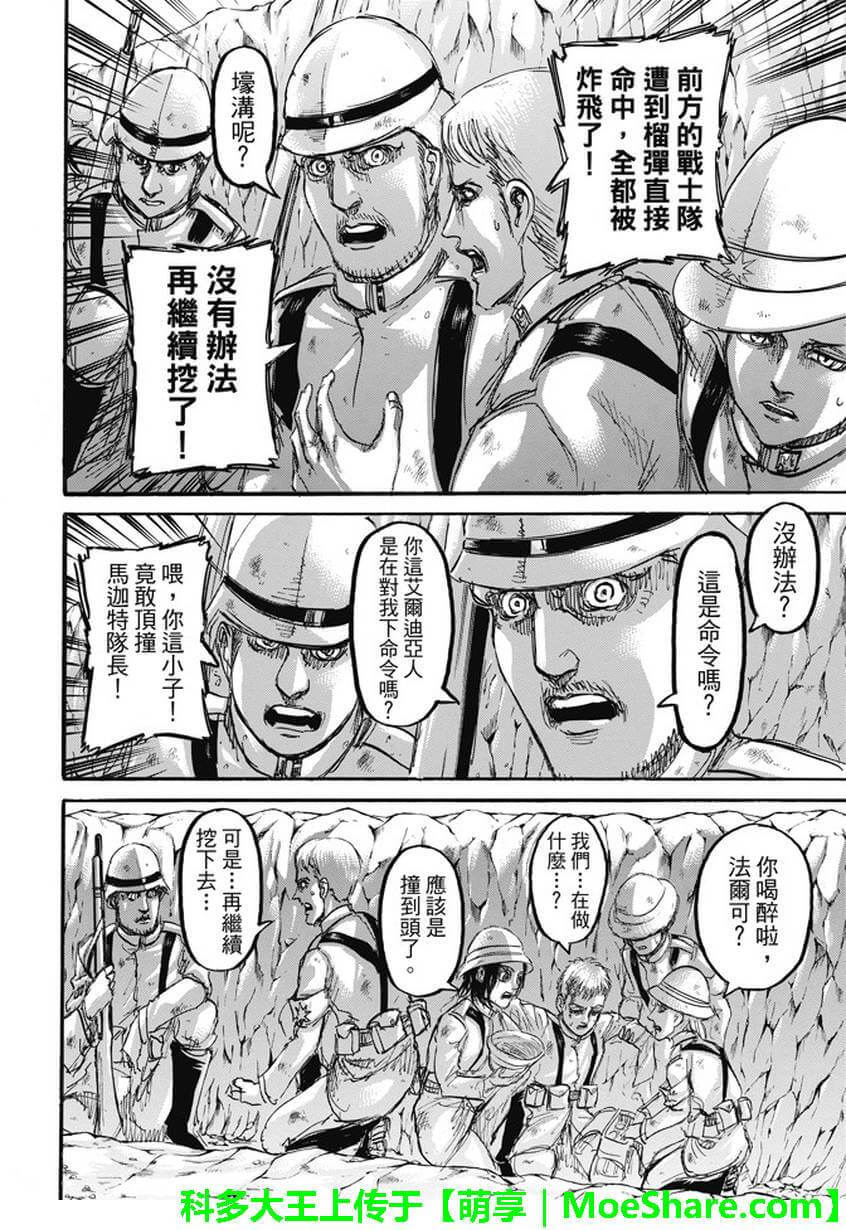 前方的戰士隊
遭到榴彈直接
命中，全都被
炸飛了！
壕溝呢？
沒有辦法
再繼續挖了！
沒辦法？
這是命令嗎？
你這艾爾迪亞人
是在對我下命令嗎？
喂，你這小子！
竟敢頂撞
馬迦特隊長！
你喝醉啦，
法爾可？
我們…在做
什麼…？
應該是
撞到頭了。
可是…再繼續
挖下去…
科多大王上传于【萌享｜MoeShare.com】